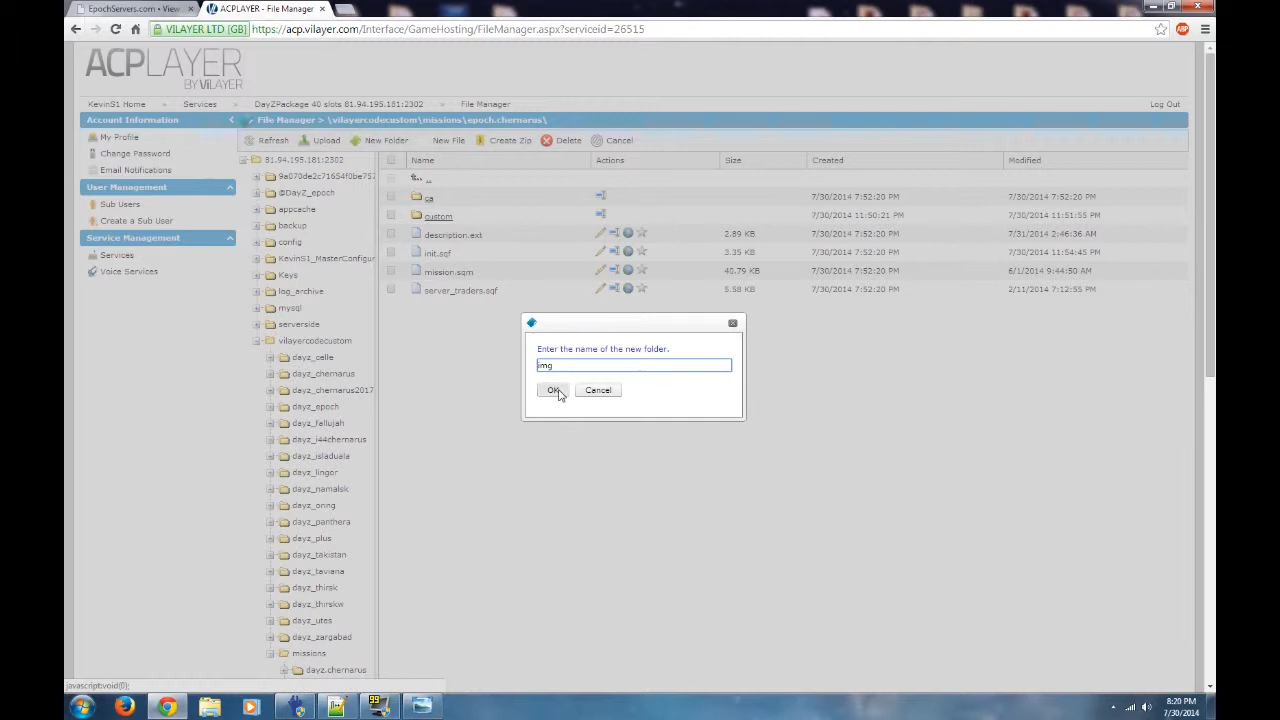 EpochServers.com • View
ACPLAYER - File Manager
VILAYER LTD [GB]
https://acp.vilayer.com/Interface/GameHosting/FileManager.aspx?serviceid=26515
ABP
ACPLAYER
BY VILAYER
KevinS1 Home » Services » DayZPackage 40 slots 81.94.195.181:2302 » File Manager
Log Out
Account Information
My Profile
Change Password
Email Notifications
User Management
Sub Users
Create a Sub User
Service Management
Services
Voice Services
File Manager > \vilayercodecustom\missions\epoch.chernarus\
Refresh Upload New Folder New File Create Zip Delete Cancel
81.94.195.181:2302
9a070de2c71654f0be757
@DayZ_epoch
appcache
backup
config
KevinS1_MasterConfigur
Keys
log_archive
mysql
serverside
vilayercodecustom
dayz_celle
dayz_chernarus
dayz_chernarus2017
dayz_epoch
dayz_fallujah
dayz_i44chernarus
dayz_isladuala
dayz_lingor
dayz_namalsk
dayz_oring
dayz_panthera
dayz_plus
dayz_takistan
dayz_taviana
dayz_thirsk
dayz_thirskw
dayz_utes
dayz_zargabad
missions
dayz.chernarus
Name Actions Size Created Modified
..
ca 7/30/2014 7:52:20 PM 7/30/2014 7:52:20 PM
custom 7/30/2014 11:50:21 PM 7/30/2014 11:51:55 PM
description.ext 2.89 KB 7/30/2014 7:52:20 PM 7/31/2014 2:46:36 AM
init.sqf 3.35 KB 7/30/2014 7:52:20 PM 7/30/2014 11:54:45 PM
mission.sqm 40.79 KB 7/30/2014 7:52:20 PM 6/1/2014 9:44:50 AM
server_traders.sqf 5.58 KB 7/30/2014 7:52:20 PM 2/11/2014 7:12:55 PM
Enter the name of the new folder.
img
OK Cancel
javascript:void(0);
99
8:20 PM
7/30/2014